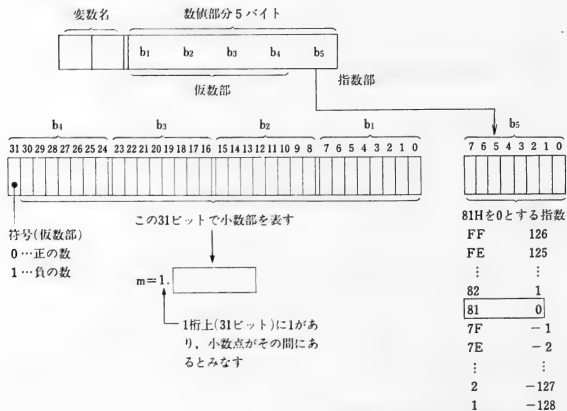 変数名 数値部分5バイト
b1 b2 b3 b4 b5
仮数部 指数部
b4 b3 b2 b1 b5
31 30 29 28 27 26 25 24 23 22 21 20 19 18 17 16 15 14 13 12 11 10 9 8 7 6 5 4 3 2 1 0 7 6 5 4 3 2 1 0
符号(仮数部)
0…正の数
1…負の数
この31ビットで小数部を表す
m=1.
1桁上(31ビット)に1があ
り,小数点がその間にあ
るとみなす
81Hを0とする指数
FF 126
FE 125
⋮ ⋮
82 1
81 0
7F −1
7E −2
⋮ ⋮
2 −127
1 −128